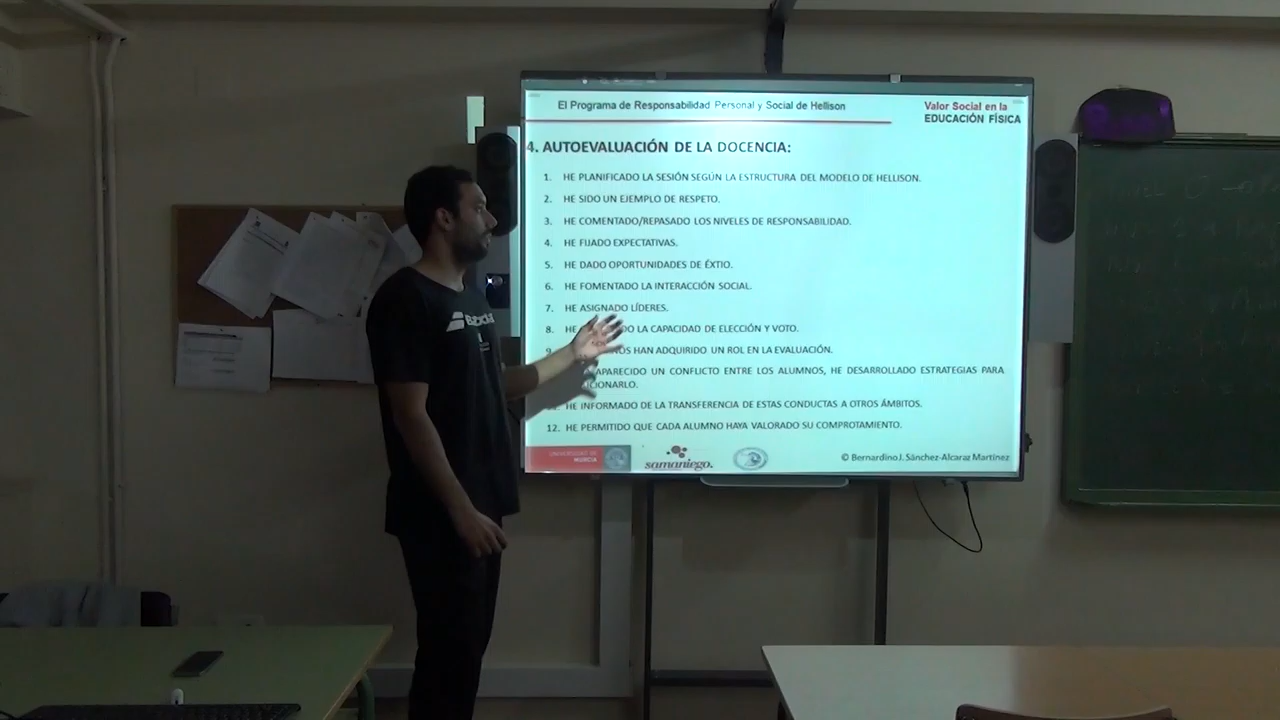 El Programa de Responsabilidad Personal y Social de Hellison
Valor Social en la
EDUCACIÓN FÍSICA
4. AUTOEVALUACIÓN DE LA DOCENCIA:
1. HE PLANIFICADO LA SESIÓN SEGÚN LA ESTRUCTURA DEL MODELO DE HELLISON.
2. HE SIDO UN EJEMPLO DE RESPETO.
3. HE COMENTADO/REPASADO LOS NIVELES DE RESPONSABILIDAD.
4. HE FIJADO EXPECTATIVAS.
5. HE DADO OPORTUNIDADES DE ÉXTIO.
6. HE FOMENTADO LA INTERACCIÓN SOCIAL.
7. HE ASIGNADO LÍDERES.
8. HE LA CAPACIDAD DE ELECCIÓN Y VOTO.
9. HAN ADQUIRIDO UN ROL EN LA EVALUACIÓN.
APARECIDO UN CONFLICTO ENTRE LOS ALUMNOS, HE DESARROLLADO ESTRATEGIAS PARA
HE INFORMADO DE LA TRANSFERENCIA DE ESTAS CONDUCTAS A OTROS ÁMBITOS.
12. HE PERMITIDO QUE CADA ALUMNO HAYA VALORADO SU COMPROTAMIENTO.
UNIVERSIDAD DE
MURCIA
samaniego.
© Bernardino J. Sánchez-Alcaraz Martínez